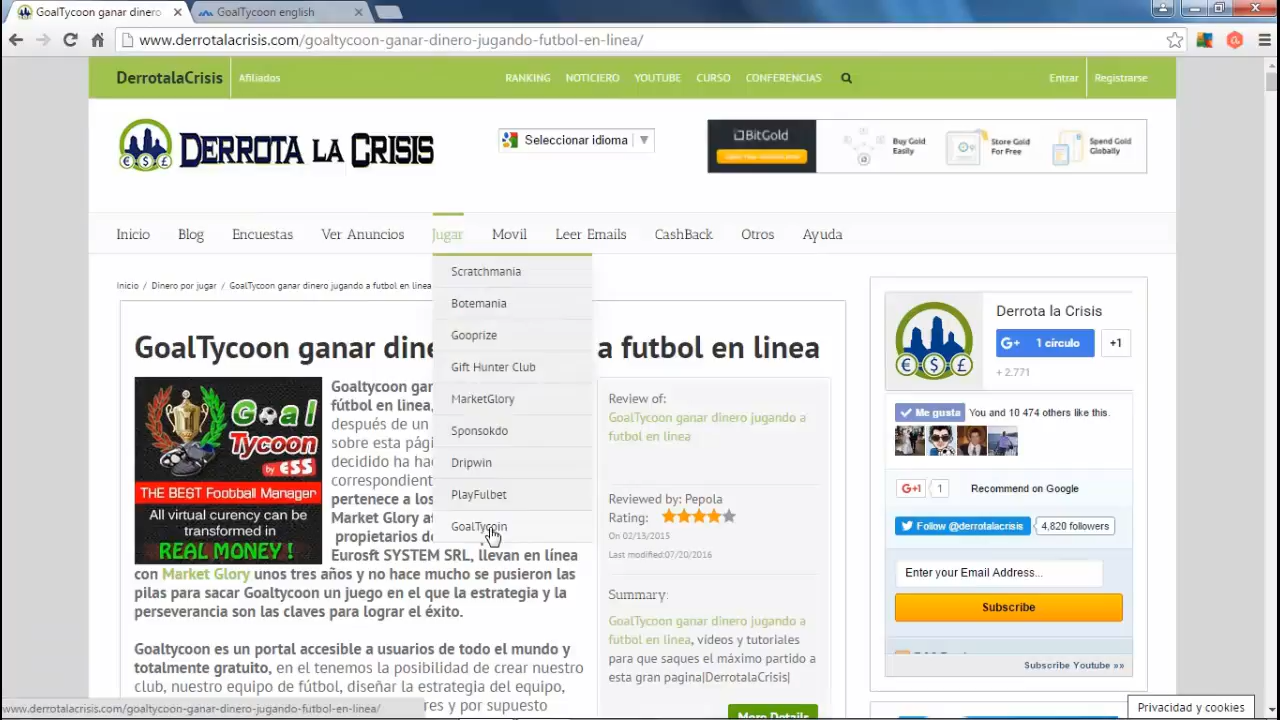 GoalTycoon ganar dinero
GoalTycoon english
www.derrotalacrisis.com/goaltycoon-ganar-dinero-jugando-futbol-en-linea/
DerrotalaCrisis
Afiliados
RANKING
NOTICIERO
YOUTUBE
CURSO
CONFERENCIAS
Entrar
Registrarse
DERROTA LA CRISIS
Seleccionar idioma
BitGold
Buy Gold
Easily
Store Gold
For Free
Spend Gold
Globally
Inicio
Blog
Encuestas
Ver Anuncios
Jugar
Movil
Leer Emails
CashBack
Otros
Ayuda
Scratchmania
Botemania
Gooprize
Gift Hunter Club
MarketGlory
Sponsokdo
Dripwin
PlayFulbet
GoalTycoin
Inicio / Dinero por jugar / GoalTycoon ganar dinero jugando a futbol en linea
GoalTycoon ganar dine
a futbol en linea
Goal
Tycoon
by ESS
THE BEST Football Manager
All virtual curency can be
transformed in
REAL MONEY !
Goaltycoon gan
fútbol en linea,
después de un
sobre esta pági
decidido ha ha
correspondient
pertenece a los
Market Glory a
propietarios d
Eurosft SYSTEM SRL, llevan en línea
con Market Glory unos tres años y no hace mucho se pusieron las
pilas para sacar Goaltycoon un juego en el que la estrategia y la
perseverancia son las claves para lograr el éxito.
Goaltycoon es un portal accesible a usuarios de todo el mundo y
totalmente gratuito, en el tenemos la posibilidad de crear nuestro
club, nuestro equipo de fútbol, diseñar la estrategia del equipo,
ores y por supuesto
Review of:
GoalTycoon ganar dinero jugando a
futbol en linea
Reviewed by: Pepola
Rating:
On 02/15/2015
Last modified:07/20/2016
Summary:
GoalTycoon ganar dinero jugando a
futbol en linea, vídeos y tutoriales
para que saques el máximo partido a
esta gran pagina|DerrotalaCrisis|
More Details
Derrota la Crisis
G+ 1 círculo
+1
+ 2.771
Me gusta
You and 10 474 others like this.
G+1
1
Recommend on Google
Follow @derrotalacrisis
4,820 followers
Enter your Email Address...
Subscribe
Subscribe Youtube »»
www.derrotalacrisis.com/goaltycoon-ganar-dinero-jugando-futbol-en-linea/
Privacidad y cookies